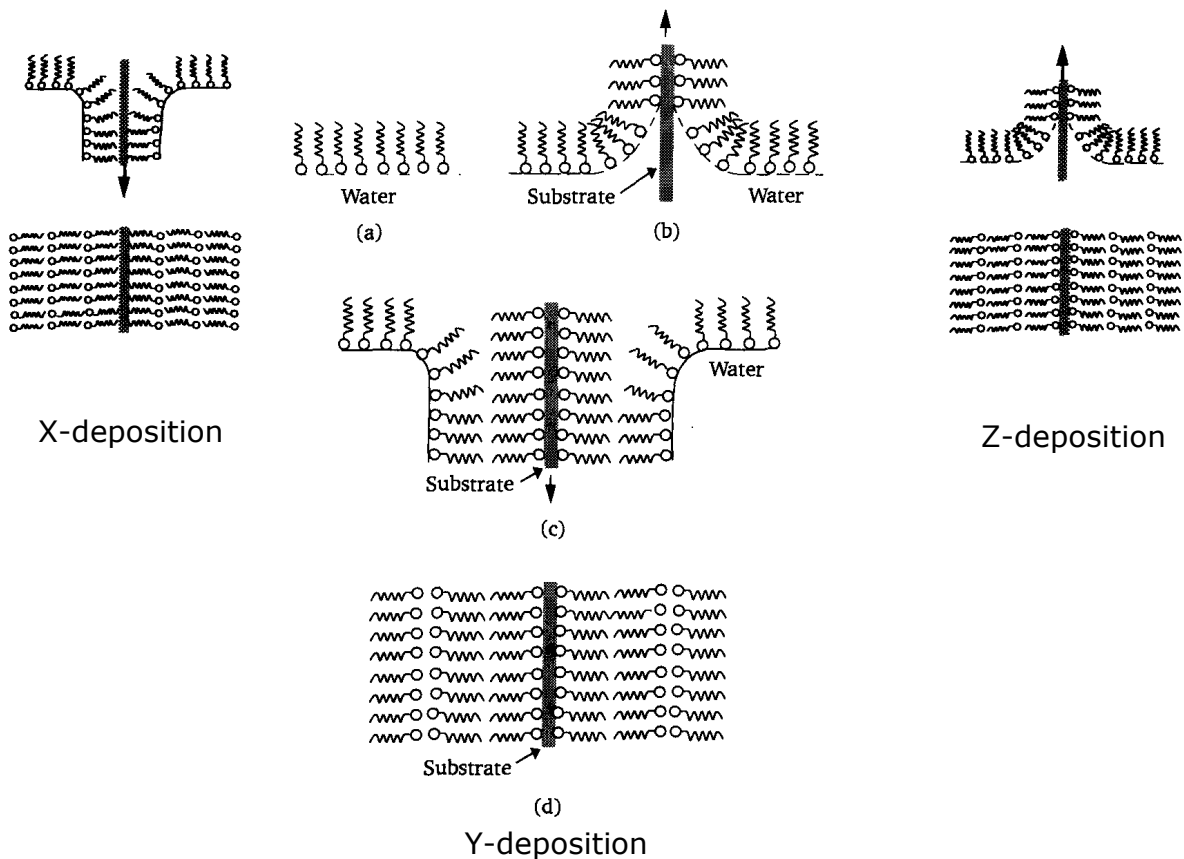 Water
(a)
Substrate
Water
(b)
Water
Substrate
(c)
X-deposition
Z-deposition
Substrate
(d)
Y-deposition